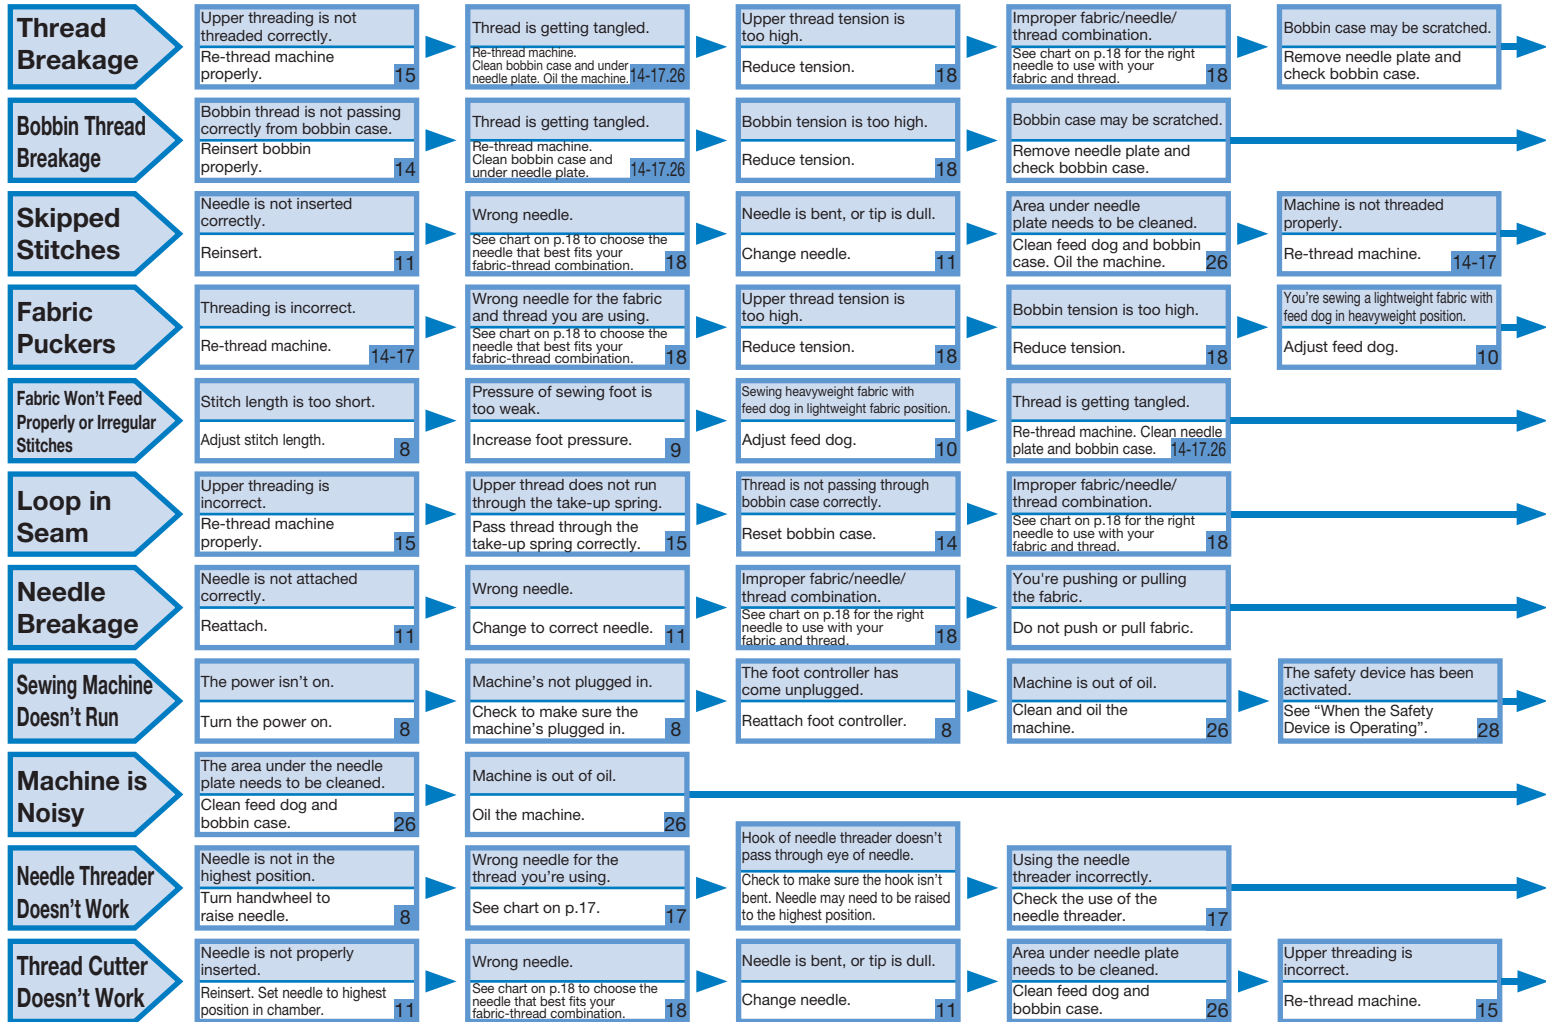 Thread
Breakage
Upper threading is not
threaded correctly.
Re-thread machine
properly.
15
Thread is getting tangled.
Re-thread machine.
Clean bobbin case and under
needle plate. Oil the machine.
14-17.26
Upper thread tension is
too high.
Reduce tension.
18
Improper fabric/needle/
thread combination.
See chart on p.18 for the right
needle to use with your
fabric and thread.
18
Bobbin case may be scratched.
Remove needle plate and
check bobbin case.
Bobbin Thread
Breakage
Bobbin thread is not passing
correctly from bobbin case.
Reinsert bobbin
properly.
14
Thread is getting tangled.
Re-thread machine.
Clean bobbin case and
under needle plate.
14-17.26
Bobbin tension is too high.
Reduce tension.
18
Bobbin case may be scratched.
Remove needle plate and
check bobbin case.
Skipped
Stitches
Needle is not inserted
correctly.
Reinsert.
11
Wrong needle.
See chart on p.18 to choose the
needle that best fits your
fabric-thread combination.
18
Needle is bent, or tip is dull.
Change needle.
11
Area under needle
plate needs to be cleaned.
Clean feed dog and bobbin
case. Oil the machine.
26
Machine is not threaded
properly.
Re-thread machine.
14-17
Fabric
Puckers
Threading is incorrect.
Re-thread machine.
14-17
Wrong needle for the fabric
and thread you are using.
See chart on p.18 to choose the
needle that best fits your
fabric-thread combination.
18
Upper thread tension is
too high.
Reduce tension.
18
Bobbin tension is too high.
Reduce tension.
18
You're sewing a lightweight fabric with
feed dog in heavyweight position.
Adjust feed dog.
10
Fabric Won't Feed
Properly or Irregular
Stitches
Stitch length is too short.
Adjust stitch length.
8
Pressure of sewing foot is
too weak.
Increase foot pressure.
9
Sewing heavyweight fabric with
feed dog in lightweight fabric position.
Adjust feed dog.
10
Thread is getting tangled.
Re-thread machine. Clean needle
plate and bobbin case.
14-17.26
Loop in
Seam
Upper threading is
incorrect.
Re-thread machine
properly.
15
Upper thread does not run
through the take-up spring.
Pass thread through the
take-up spring correctly.
15
Thread is not passing through
bobbin case correctly.
Reset bobbin case.
14
Improper fabric/needle/
thread combination.
See chart on p.18 for the right
needle to use with your
fabric and thread.
18
Needle
Breakage
Needle is not attached
correctly.
Reattach.
11
Wrong needle.
Change to correct needle.
11
Improper fabric/needle/
thread combination.
See chart on p.18 for the right
needle to use with your
fabric and thread.
18
You're pushing or pulling
the fabric.
Do not push or pull fabric.
Sewing Machine
Doesn't Run
The power isn't on.
Turn the power on.
8
Machine's not plugged in.
Check to make sure the
machine's plugged in.
8
The foot controller has
come unplugged.
Reattach foot controller.
8
Machine is out of oil.
Clean and oil the
machine.
26
The safety device has been
activated.
See “When the Safety
Device is Operating”.
28
Machine is
Noisy
The area under the needle
plate needs to be cleaned.
Clean feed dog and
bobbin case.
26
Machine is out of oil.
Oil the machine.
26
Needle Threader
Doesn't Work
Needle is not in the
highest position.
Turn handwheel to
raise needle.
8
Wrong needle for the
thread you're using.
See chart on p.17.
17
Hook of needle threader doesn't
pass through eye of needle.
Check to make sure the hook isn't
bent. Needle may need to be raised
to the highest position.
Using the needle
threader incorrectly.
Check the use of the
needle threader.
17
Thread Cutter
Doesn't Work
Needle is not properly
inserted.
Reinsert. Set needle to highest
position in chamber.
11
Wrong needle.
See chart on p.18 to choose the
needle that best fits your
fabric-thread combination.
18
Needle is bent, or tip is dull.
Change needle.
11
Area under needle plate
needs to be cleaned.
Clean feed dog and
bobbin case.
26
Upper threading is
incorrect.
Re-thread machine.
15